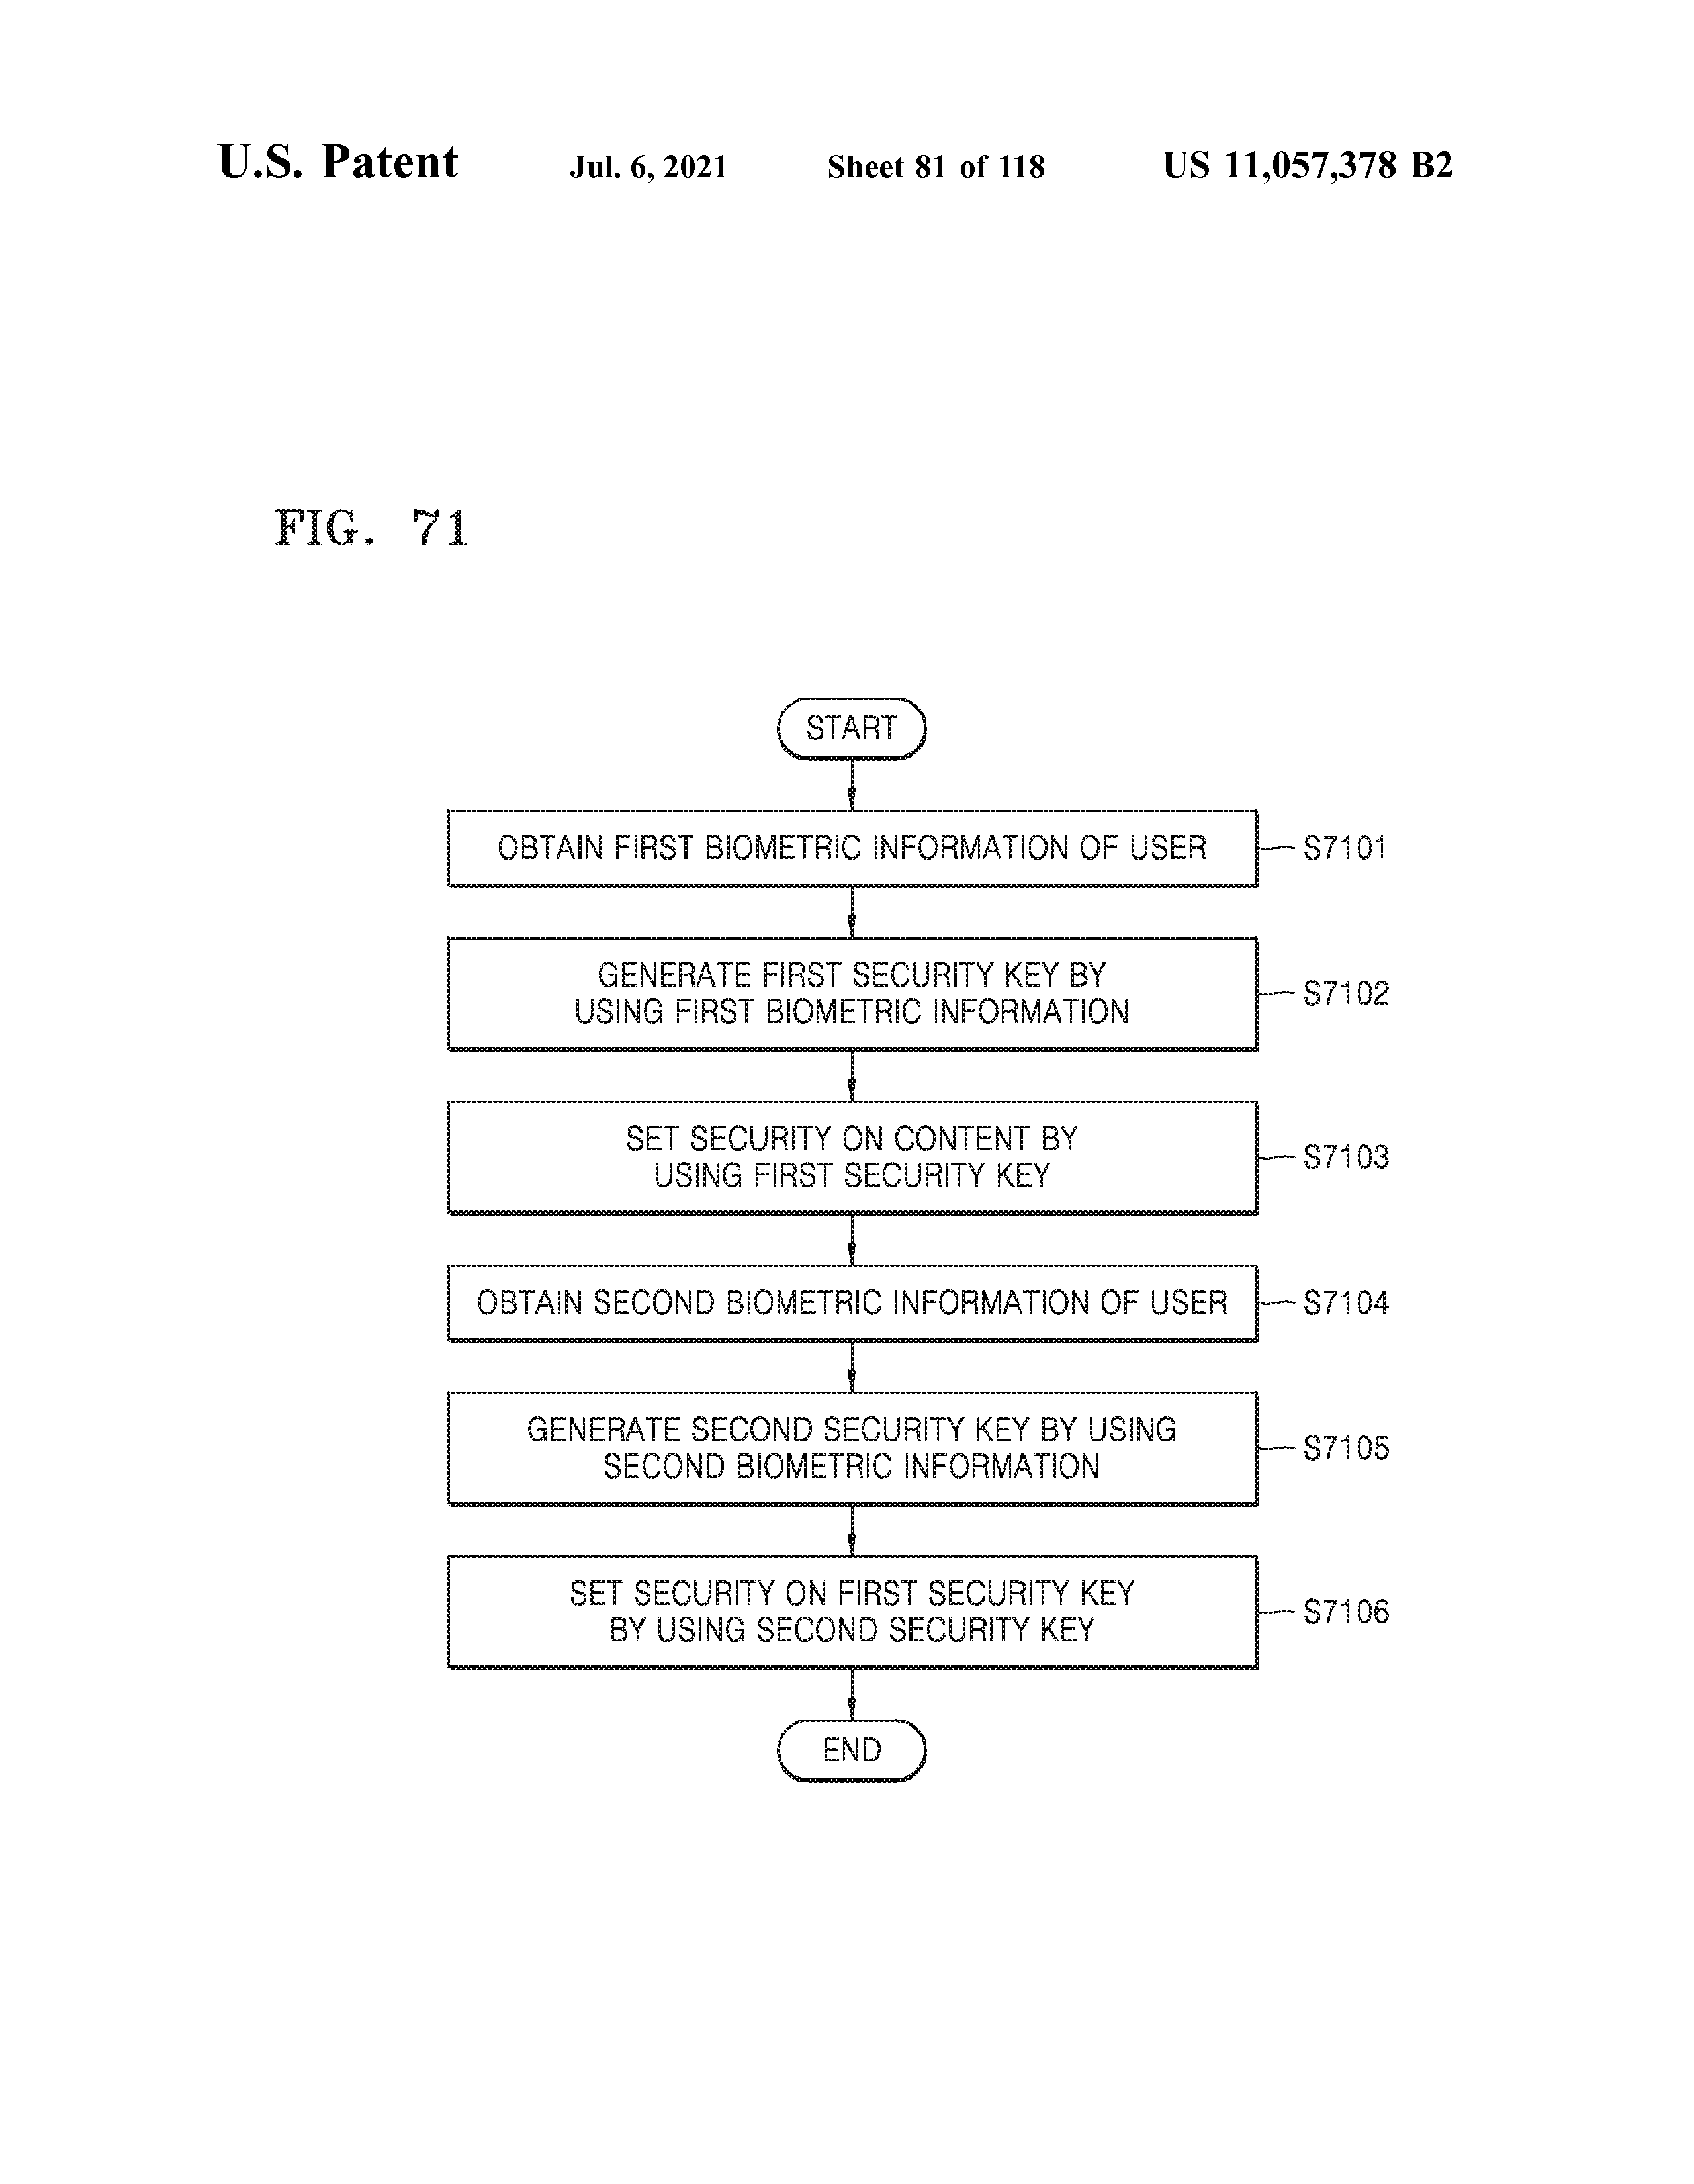 U.S. Patent Jul. 6, 2021 Sheet 81 of 118 US 11,057,378 B2
FIG. 71
START
OBTAIN FIRST BIOMETRIC INFORMATION OF USER S7101
GENERATE FIRST SECURITY KEY BY
USING FIRST BIOMETRIC INFORMATION
S7102
SET SECURITY ON CONTENT BY
USING FIRST SECURITY KEY
S7103
OBTAIN SECOND BIOMETRIC INFORMATION OF USER S7104
GENERATE SECOND SECURITY KEY BY USING
SECOND BIOMETRIC INFORMATION
S7105
SET SECURITY ON FIRST SECURITY KEY
BY USING SECOND SECURITY KEY
S7106
END